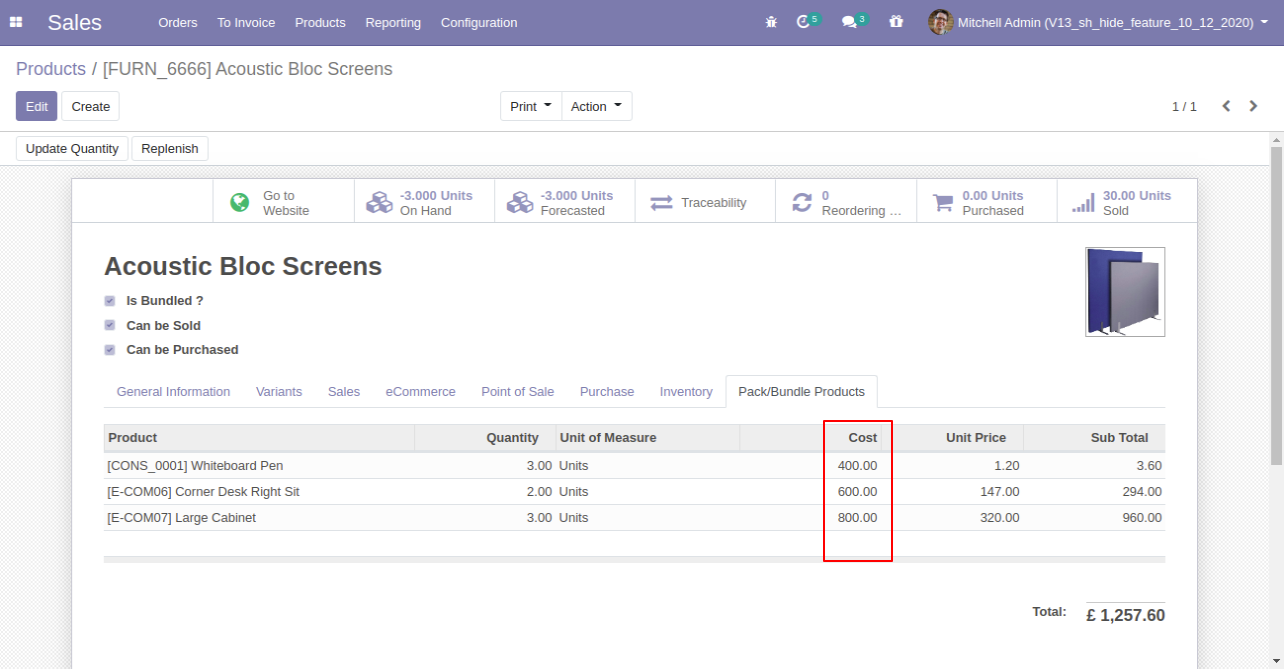 Sales Orders To Invoice Products Reporting Configuration 5 3 Mitchell Admin (V13_sh_hide_feature_10_12_2020)
Products / [FURN_6666] Acoustic Bloc Screens
Edit Create Print Action 1 / 1
Update Quantity Replenish
Go to Website
-3.000 Units On Hand
-3.000 Units Forecasted
Traceability
0 Reordering ...
0.00 Units Purchased
30.00 Units Sold
Acoustic Bloc Screens
Is Bundled ?
Can be Sold
Can be Purchased
General Information Variants Sales eCommerce Point of Sale Purchase Inventory Pack/Bundle Products
Product Quantity Unit of Measure Cost Unit Price Sub Total
[CONS_0001] Whiteboard Pen 3.00 Units 400.00 1.20 3.60
[E-COM06] Corner Desk Right Sit 2.00 Units 600.00 147.00 294.00
[E-COM07] Large Cabinet 3.00 Units 800.00 320.00 960.00
Total: £ 1,257.60